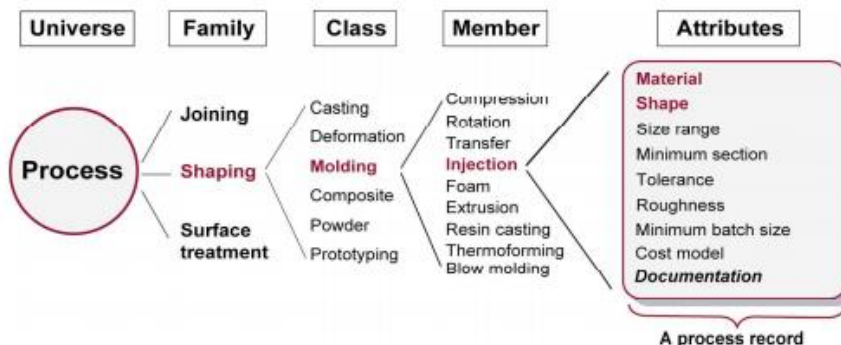 Universe
Family
Class
Member
Attributes
Process
Joining
Shaping
Surface
treatment
Casting
Deformation
Molding
Composite
Powder
Prototyping
Compression
Rotation
Transfer
Injection
Foam
Extrusion
Resin casting
Thermoforming
Blow molding
Material
Shape
Size range
Minimum section
Tolerance
Roughness
Minimum batch size
Cost model
Documentation
A process record